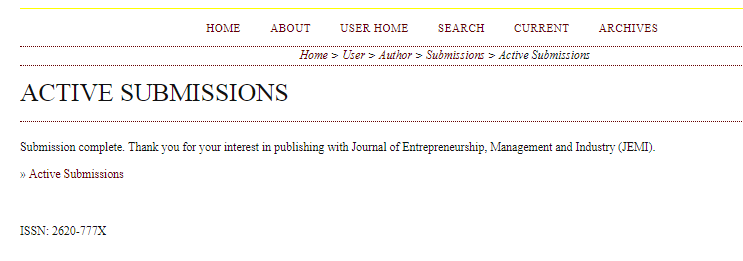 HOME ABOUT USER HOME SEARCH CURRENT ARCHIVES
Home > User > Author > Submissions > Active Submissions
ACTIVE SUBMISSIONS
Submission complete. Thank you for your interest in publishing with Journal of Entrepreneurship, Management and Industry (JEMI).
» Active Submissions
ISSN: 2620-777X